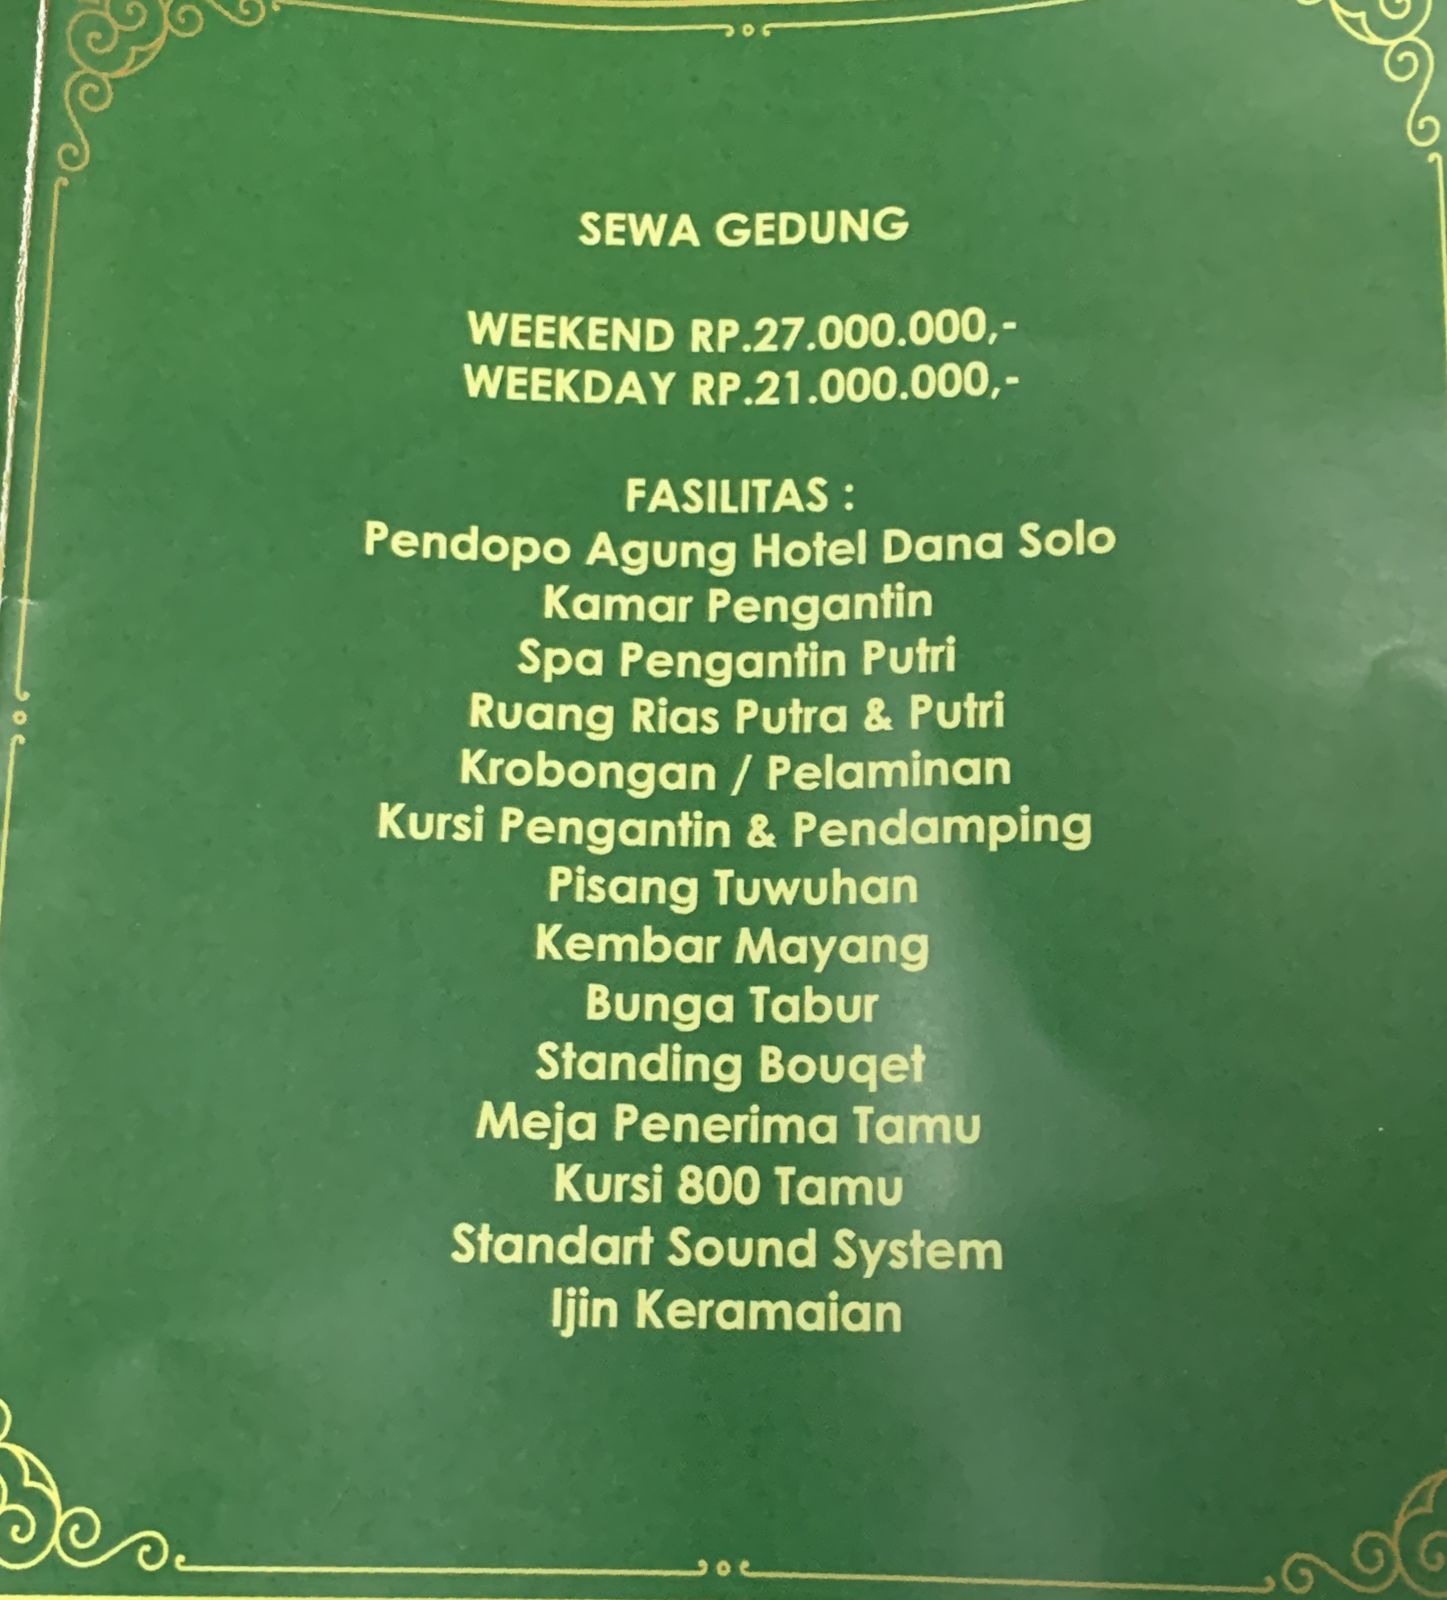 SEWA GEDUNG
WEEKEND RP.27.000.000,-
WEEKDAY RP.21.000.000,-
FASILITAS :
Pendopo Agung Hotel Dana Solo
Kamar Pengantin
Spa Pengantin Putri
Ruang Rias Putra & Putri
Krobongan / Pelaminan
Kursi Pengantin & Pendamping
Pisang Tuwuhan
Kembar Mayang
Bunga Tabur
Standing Bouqet
Meja Penerima Tamu
Kursi 800 Tamu
Standart Sound System
Ijin Keramaian